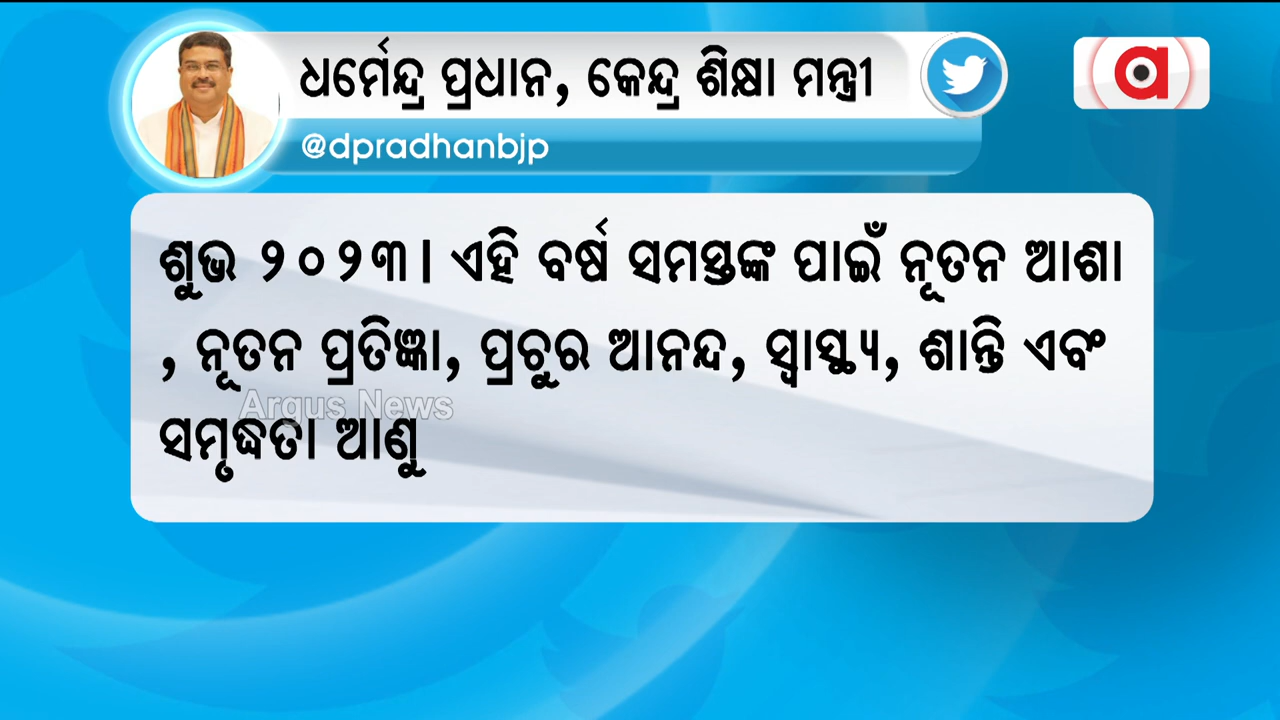 ଧର୍ମେନ୍ଦ୍ର ପ୍ରଧାନ, କେନ୍ଦ୍ର ଶିକ୍ଷା ମନ୍ତ୍ରୀ
@dpradhanbjp
a
ଶୁଭ ୨୦୨୩। ଏହି ବର୍ଷ ସମସ୍ତଙ୍କ ପାଇଁ ନୂତନ ଆଶା
, ନୂତନ ପ୍ରତିଜ୍ଞା, ପ୍ରଚୁର ଆନନ୍ଦ, ସ୍ୱାସ୍ଥ୍ୟ, ଶାନ୍ତି ଏବଂ
Argus News
ସମୃଦ୍ଧତା ଆଣୁ